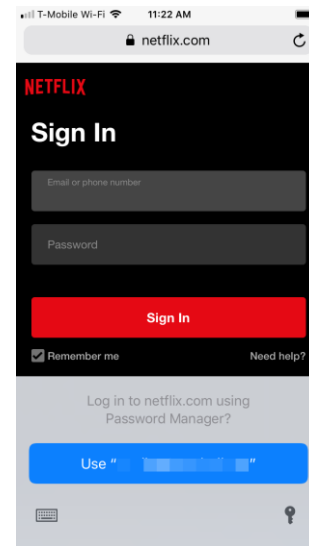 T-Mobile Wi-Fi 11:22 AM
netflix.com
NETFLIX
Sign In
Email or phone number
Password
Sign In
Remember me Need help?
Log in to netflix.com using
Password Manager?
Use " "